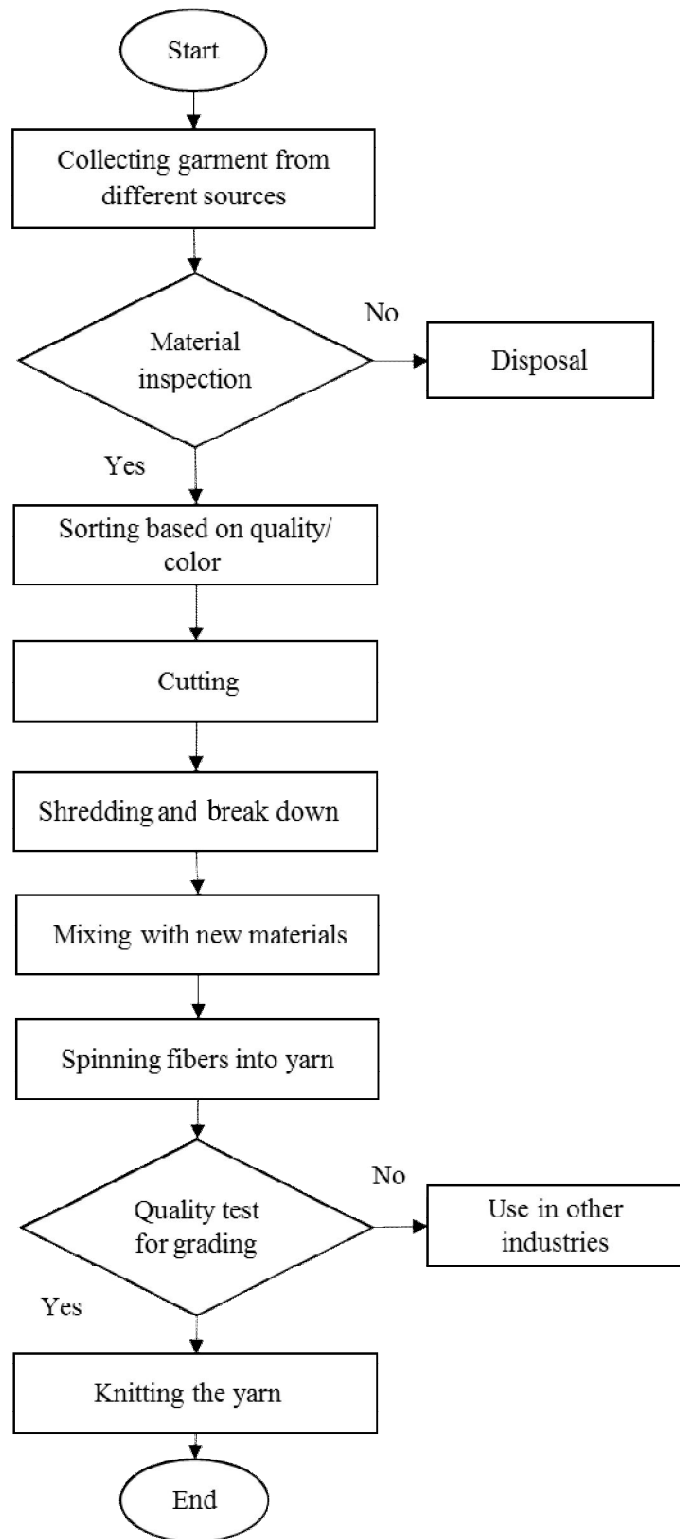 Start
Collecting garment from
different sources
Material
inspection
No
Disposal
Yes
Sorting based on quality/
color
Cutting
Shredding and break down
Mixing with new materials
Spinning fibers into yarn
Quality test
for grading
No
Use in other
industries
Yes
Knitting the yarn
End